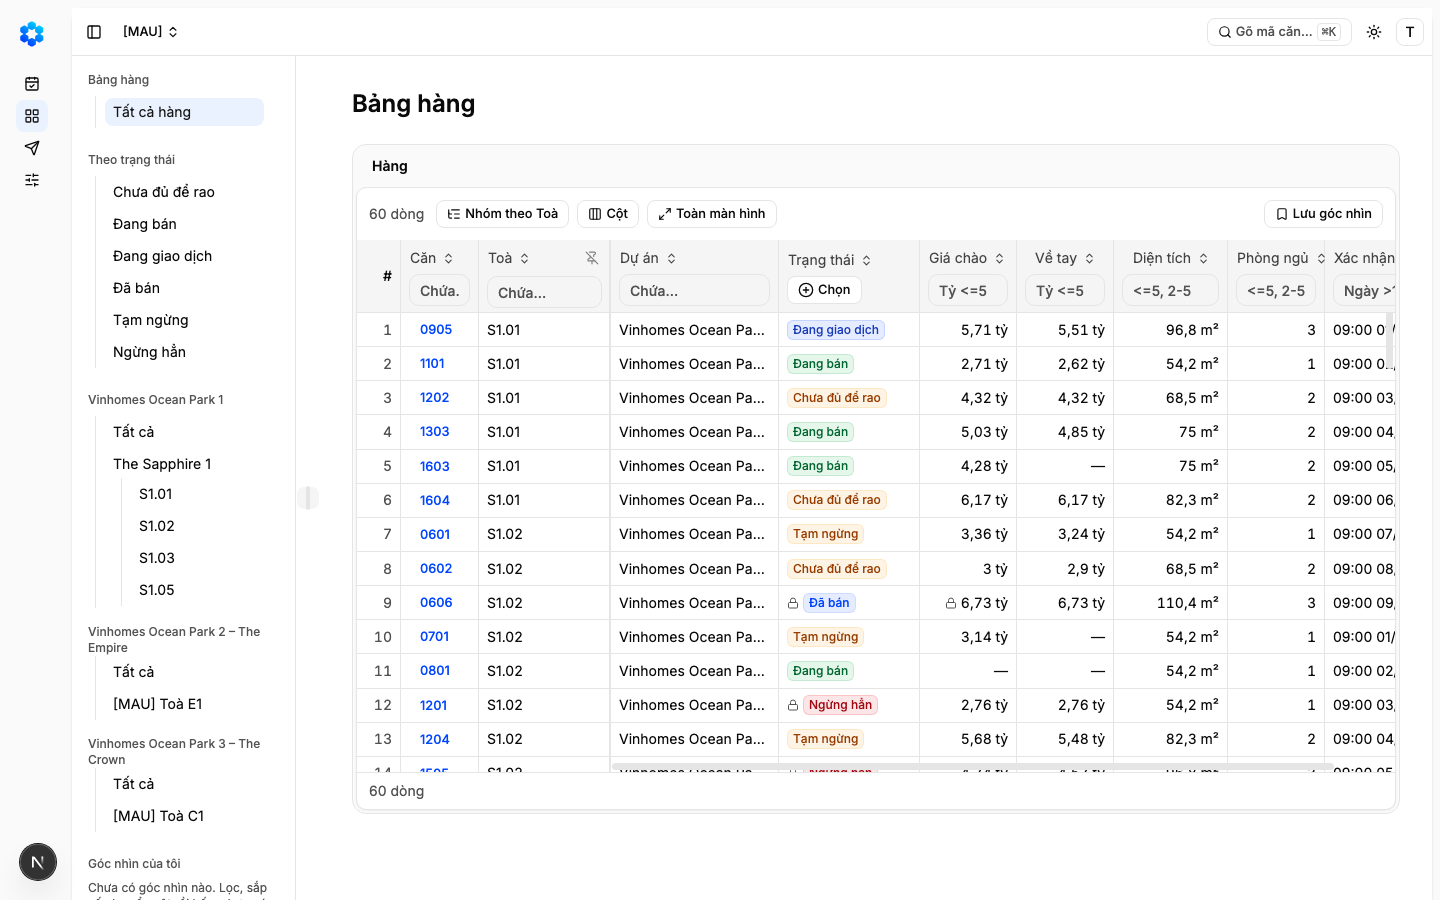 [MAU]
Gõ mã căn... ⌘K
T
Bảng hàng
Tất cả hàng
Theo trạng thái
Chưa đủ để rao
Đang bán
Đang giao dịch
Đã bán
Tạm ngừng
Ngừng hẳn
Vinhomes Ocean Park 1
Tất cả
The Sapphire 1
S1.01
S1.02
S1.03
S1.05
Vinhomes Ocean Park 2 – The
Empire
Tất cả
[MAU] Toà E1
Vinhomes Ocean Park 3 – The
Crown
Tất cả
[MAU] Toà C1
Góc nhìn của tôi
Chưa có góc nhìn nào. Lọc, sắp
N
Bảng hàng
Hàng
60 dòng Nhóm theo Toà Cột Toàn màn hình Lưu góc nhìn
# Căn Toà Dự án Trạng thái Giá chào Về tay Diện tích Phòng ngủ Xác nhận
Chứa. Chứa... Chứa... Chọn Tỷ <=5 Tỷ <=5 <=5, 2-5 <=5, 2-5 Ngày >
1 0905 S1.01 Vinhomes Ocean Pa... Đang giao dịch 5,71 tỷ 5,51 tỷ 96,8 m² 3 09:00
2 1101 S1.01 Vinhomes Ocean Pa... Đang bán 2,71 tỷ 2,62 tỷ 54,2 m² 1 09:00
3 1202 S1.01 Vinhomes Ocean Pa... Chưa đủ để rao 4,32 tỷ 4,32 tỷ 68,5 m² 2 09:00 03/
4 1303 S1.01 Vinhomes Ocean Pa... Đang bán 5,03 tỷ 4,85 tỷ 75 m² 2 09:00 04/
5 1603 S1.01 Vinhomes Ocean Pa... Đang bán 4,28 tỷ — 75 m² 2 09:00 05/
6 1604 S1.01 Vinhomes Ocean Pa... Chưa đủ để rao 6,17 tỷ 6,17 tỷ 82,3 m² 2 09:00 06/
7 0601 S1.02 Vinhomes Ocean Pa... Tạm ngừng 3,36 tỷ 3,24 tỷ 54,2 m² 1 09:00 07/
8 0602 S1.02 Vinhomes Ocean Pa... Chưa đủ để rao 3 tỷ 2,9 tỷ 68,5 m² 2 09:00 08/
9 0606 S1.02 Vinhomes Ocean Pa... Đã bán 6,73 tỷ 6,73 tỷ 110,4 m² 3 09:00 09/
10 0701 S1.02 Vinhomes Ocean Pa... Tạm ngừng 3,14 tỷ — 54,2 m² 1 09:00 01/
11 0801 S1.02 Vinhomes Ocean Pa... Đang bán — — 54,2 m² 1 09:00 02/
12 1201 S1.02 Vinhomes Ocean Pa... Ngừng hẳn 2,76 tỷ 2,76 tỷ 54,2 m² 1 09:00 03/
13 1204 S1.02 Vinhomes Ocean Pa... Tạm ngừng 5,68 tỷ 5,48 tỷ 82,3 m² 2 09:00 04/
60 dòng